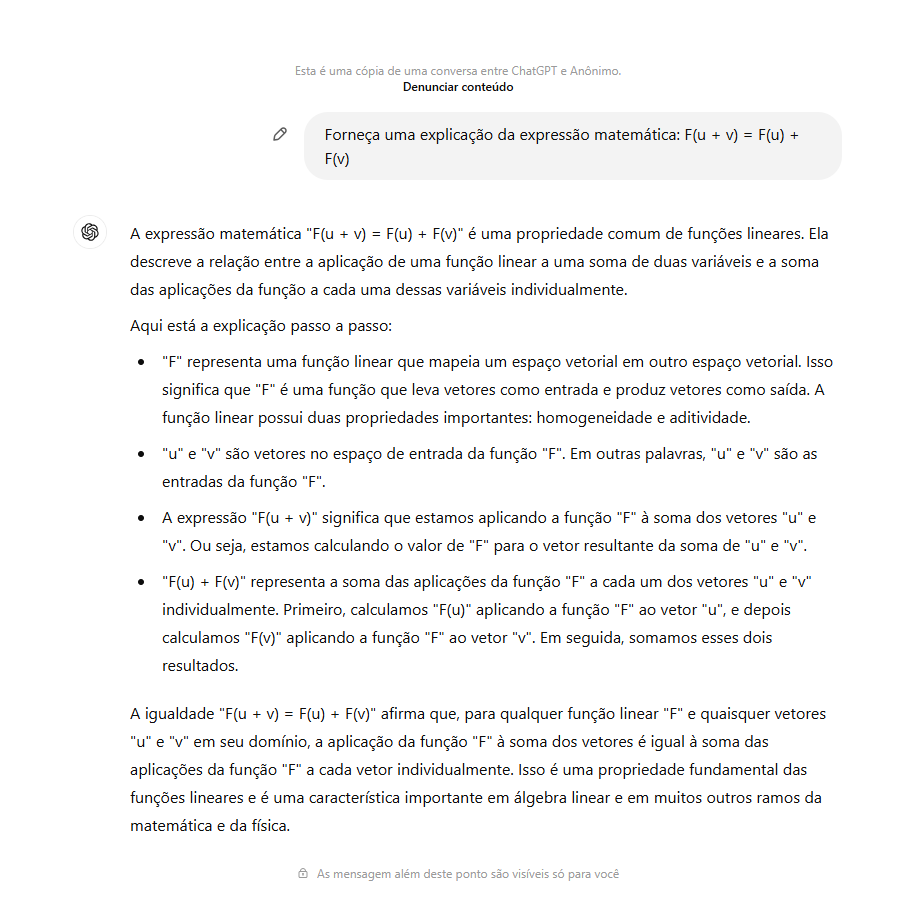 Esta é uma cópia de uma conversa entre ChatGPT e Anônimo.
Denunciar conteúdo
Forneça uma explicação da expressão matemática: F(u + v) = F(u) +
F(v)
A expressão matemática "F(u + v) = F(u) + F(v)" é uma propriedade comum de funções lineares. Ela
descreve a relação entre a aplicação de uma função linear a uma soma de duas variáveis e a soma
das aplicações da função a cada uma dessas variáveis individualmente.
Aqui está a explicação passo a passo:
• "F" representa uma função linear que mapeia um espaço vetorial em outro espaço vetorial. Isso
significa que "F" é uma função que leva vetores como entrada e produz vetores como saída. A
função linear possui duas propriedades importantes: homogeneidade e aditividade.
• "u" e "v" são vetores no espaço de entrada da função "F". Em outras palavras, "u" e "v" são as
entradas da função "F".
• A expressão "F(u + v)" significa que estamos aplicando a função "F" à soma dos vetores "u" e
"v". Ou seja, estamos calculando o valor de "F" para o vetor resultante da soma de "u" e "v".
• "F(u) + F(v)" representa a soma das aplicações da função "F" a cada um dos vetores "u" e "v"
individualmente. Primeiro, calculamos "F(u)" aplicando a função "F" ao vetor "u", e depois
calculamos "F(v)" aplicando a função "F" ao vetor "v". Em seguida, somamos esses dois
resultados.
A igualdade "F(u + v) = F(u) + F(v)" afirma que, para qualquer função linear "F" e quaisquer vetores
"u" e "v" em seu domínio, a aplicação da função "F" à soma dos vetores é igual à soma das
aplicações da função "F" a cada vetor individualmente. Isso é uma propriedade fundamental das
funções lineares e é uma característica importante em álgebra linear e em muitos outros ramos da
matemática e da física.
As mensagem além deste ponto são visíveis só para você